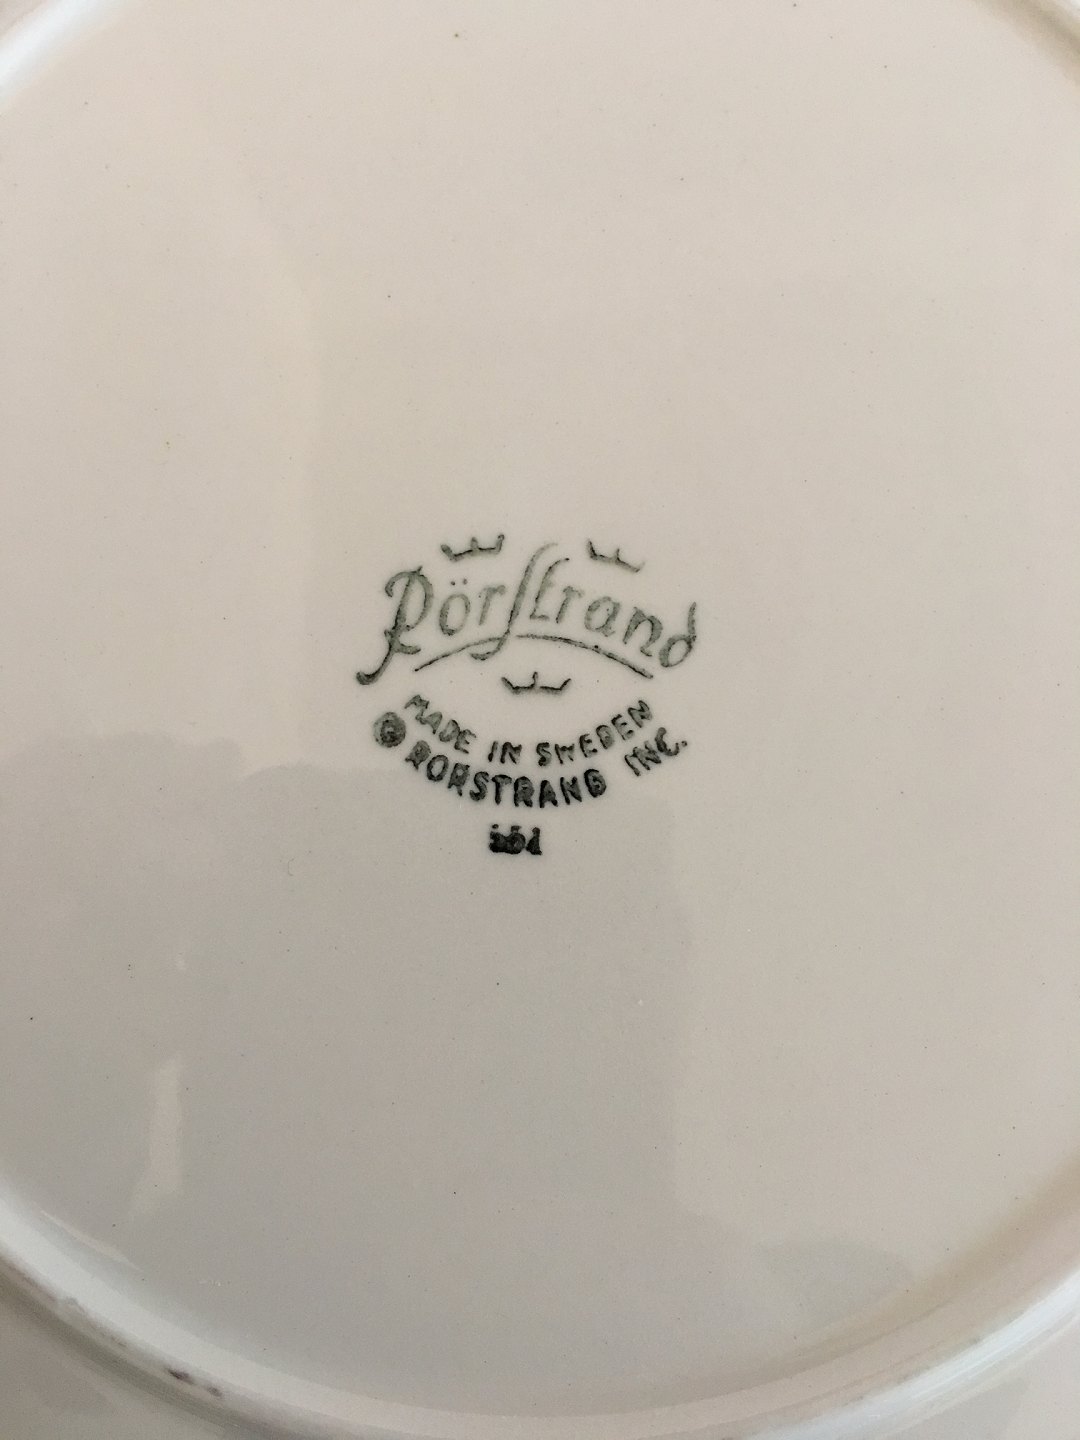 Rörstrand
MADE IN SWEDEN
© RORSTRAND INC.